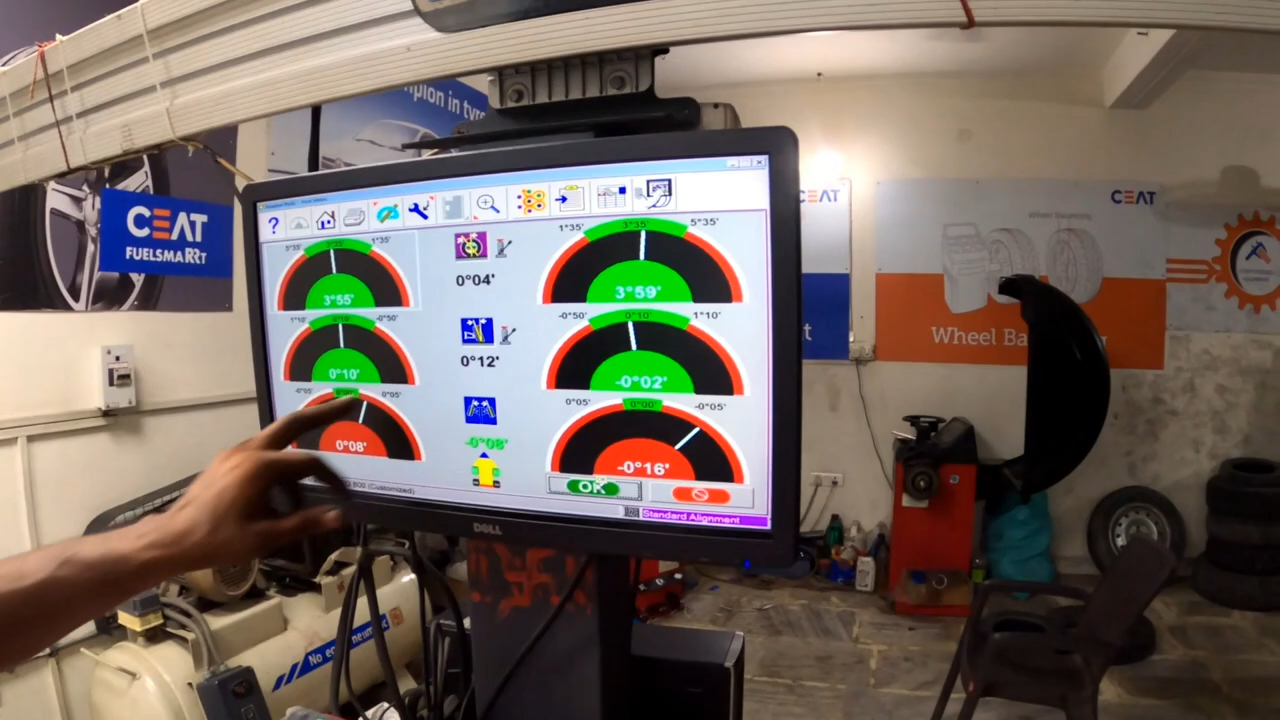 pion in tyre
CEAT
FUELSMARRT
CEAT
CEAT
Wheel Ba
?
5°35'
3°35'
1°35'
3°55'
0°04'
1°35'
3°35'
5°35'
3°59'
1°10'
0°10'
-0°50'
0°10'
0°12'
-0°50'
0°10'
1°10'
-0°02'
-0°05'
0°05'
0°08'
-0°08'
0°05'
0°00'
-0°05'
-0°16'
OK
800 (Customized)
Standard Alignment
DELL